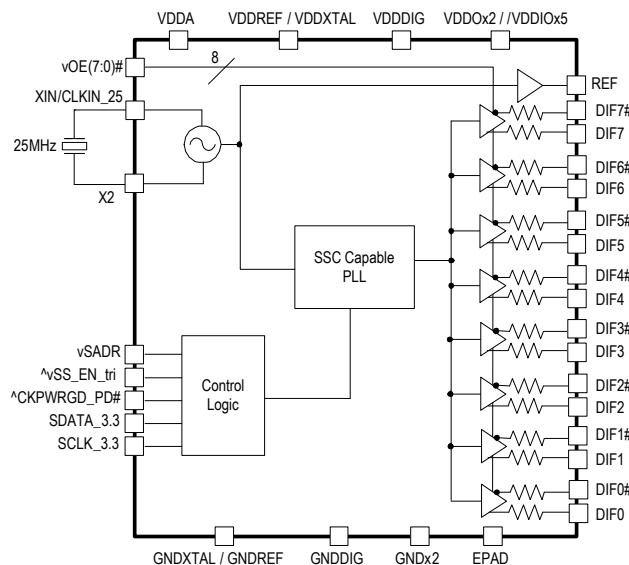 VDDA
VDDREF / VDDXTAL
VDDDIG
VDDOx2 / /VDDIOx5
vOE(7:0)#
8
REF
XIN/CLKIN_25
DIF7#
DIF7
25MHz
DIF6#
DIF6
X2
DIF5#
DIF5
SSC Capable
PLL
DIF4#
DIF4
DIF3#
DIF3
vSADR
^vSS_EN_tri
^CKPWRGD_PD#
SDATA_3.3
SCLK_3.3
Control
Logic
DIF2#
DIF2
DIF1#
DIF1
DIF0#
DIF0
GNDXTAL / GNDREF
GNDDIG
GNDx2
EPAD